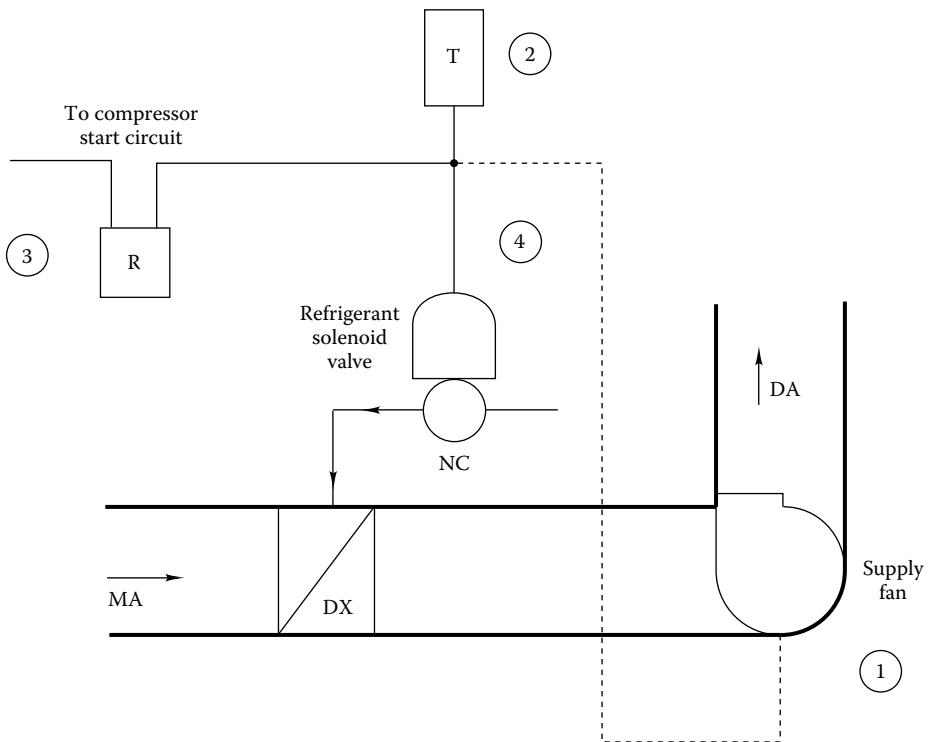 T
2
To compressor
start circuit
4
3
R
Refrigerant
solenoid
valve
DA
NC
Supply
fan
MA
DX
1